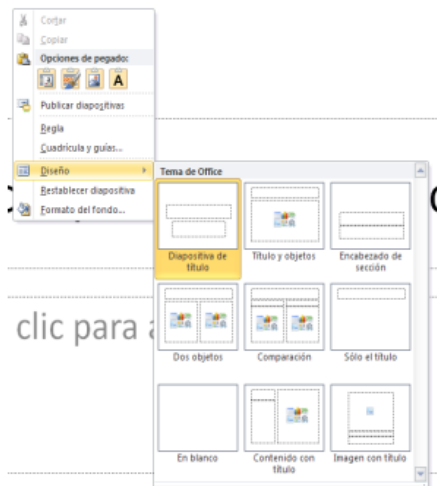 Cortar
Copiar
Opciones de pegado:
A
Publicar diapositivas
Regla
Cuadrícula y guías...
Diseño
Restablecer diapositiva
Formato del fondo...
Tema de Office
Diapositiva de
título
Título y objetos
Encabezado de
sección
clic para a
Dos objetos
Comparación
Sólo el título
En blanco
Contenido con
título
Imagen con título